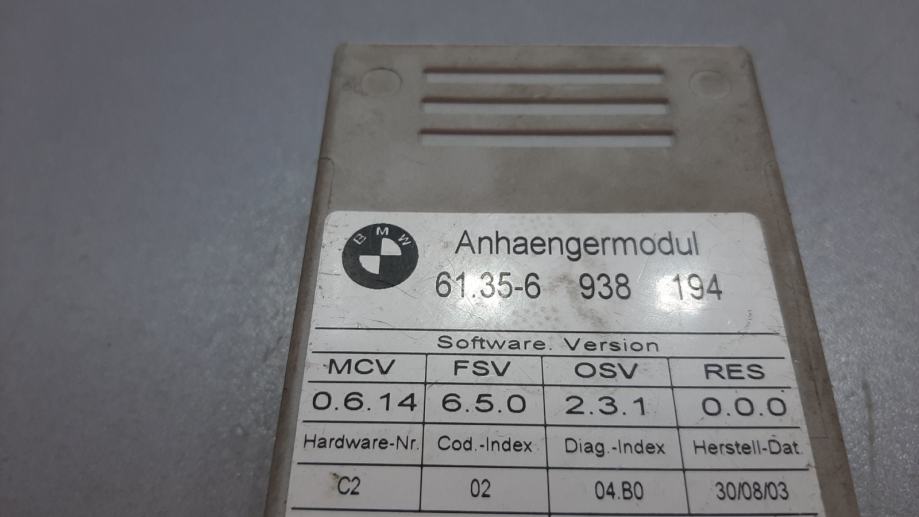 BMW
Anhaengermodul
61.35-6 938 194
Software. Version
MCV FSV OSV RES
0.6.14 6.5.0 2.3.1 0.0.0
Hardware-Nr. Cod.-Index Diag.-Index Herstell-Dat.
C2 02 04.B0 30/08/03